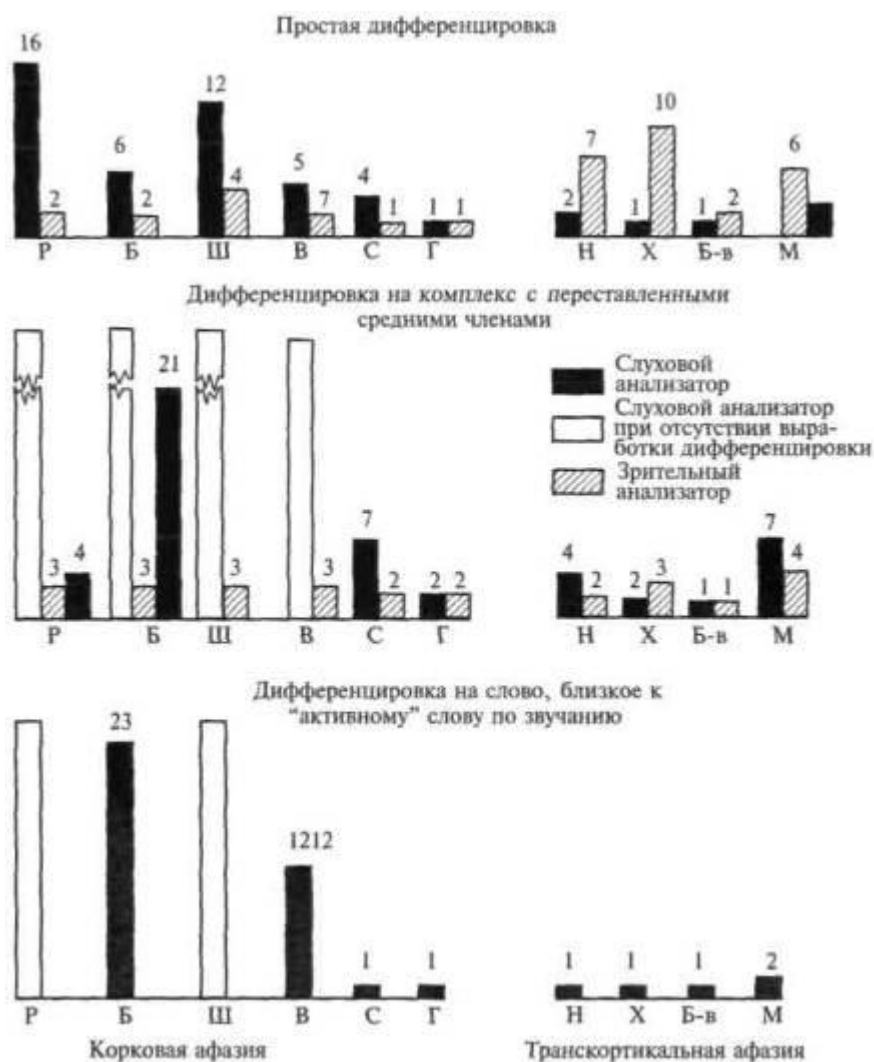 Простая дифференцировка
16
2
6
2
12
4
5
7
4
1
1
1
2
7
1
10
1
2
6
Р Б Ш В С Г Н Х Б-в М
Дифференцировка на комплекс с переставленными
средними членами
21
Слуховой
анализатор
Слуховой анализатор
при отсутствии выра-
ботки дифференцировки
Зрительный
анализатор
3 4 3 3 3 7 2 2 2 4 2 2 3 1 1 7 4
Р Б Ш В С Г Н Х Б-в М
Дифференцировка на слово, близкое к
“активному” слову по звучанию
23
1212
1 1 1 1 1 2
Р Б Ш В С Г Н Х Б-в М
Корковая афазия Транскортикальная афазия